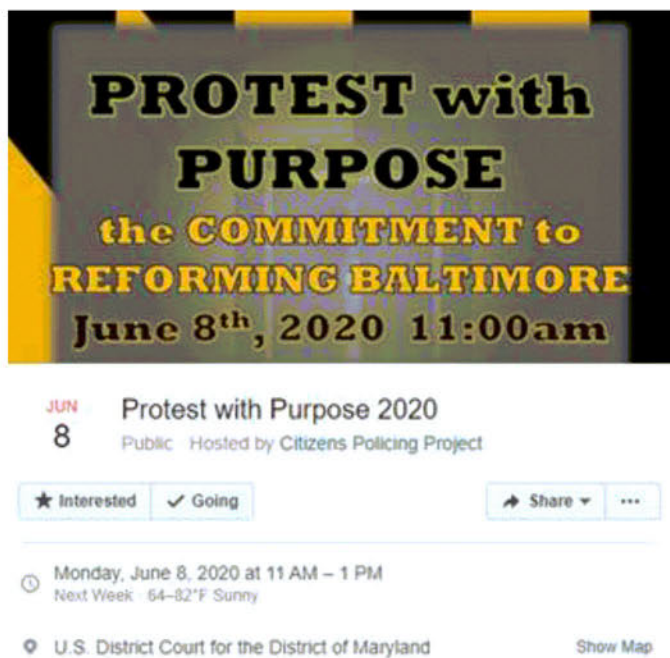 PROTEST with
PURPOSE
the COMMITMENT to
REFORMING BALTIMORE
June 8th, 2020 11:00am
JUN
8
Protest with Purpose 2020
Public Hosted by Citizens Policing Project
★ Interested ✓ Going Share ▾ ...
Monday, June 8, 2020 at 11 AM – 1 PM
Next Week · 64–82°F Sunny
U.S. District Court for the District of Maryland Show Map